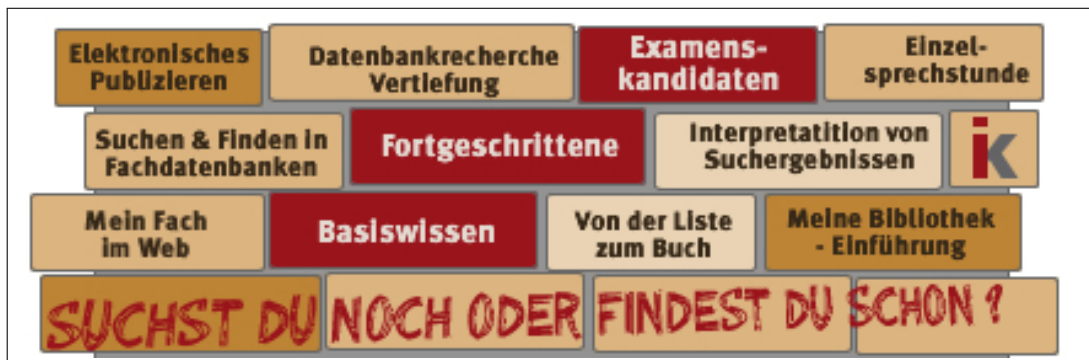 Elektronisches
Publizieren
Datenbankrecherche
Vertiefung
Examens-
kandidaten
Einzel-
sprechstunde
Suchen & Finden in
Fachdatenbanken
Fortgeschrittene
Interpretatition von
Suchergebnissen
ik
Mein Fach
im Web
Basiswissen
Von der Liste
zum Buch
Meine Bibliothek
- Einführung
SUCHST DU NOCH ODER FINDEST DU SCHON ?